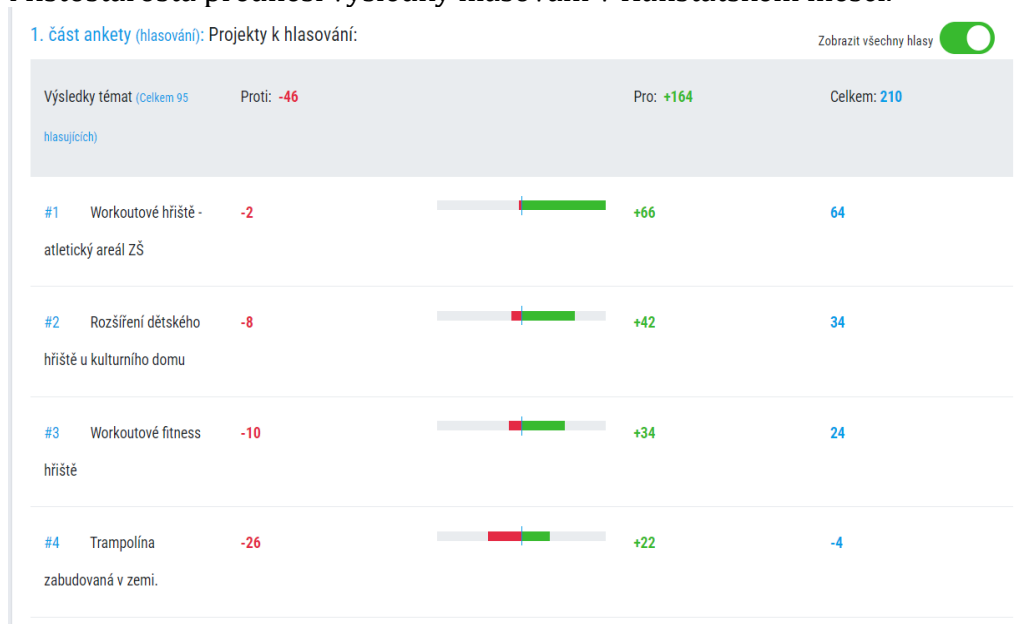 1. část ankety (hlasování): Projekty k hlasování:
Zobrazit všechny hlasy
Výsledky témat (Celkem 95 hlasujících)
Proti: -46
Pro: +164
Celkem: 210
#1 Workoutové hřiště - -2 +66 64
atletický areál ZŠ
#2 Rozšíření dětského -8 +42 34
hřiště u kulturního domu
#3 Workoutové fitness -10 +34 24
hřiště
#4 Trampolína -26 +22 -4
zabudovaná v zemi.